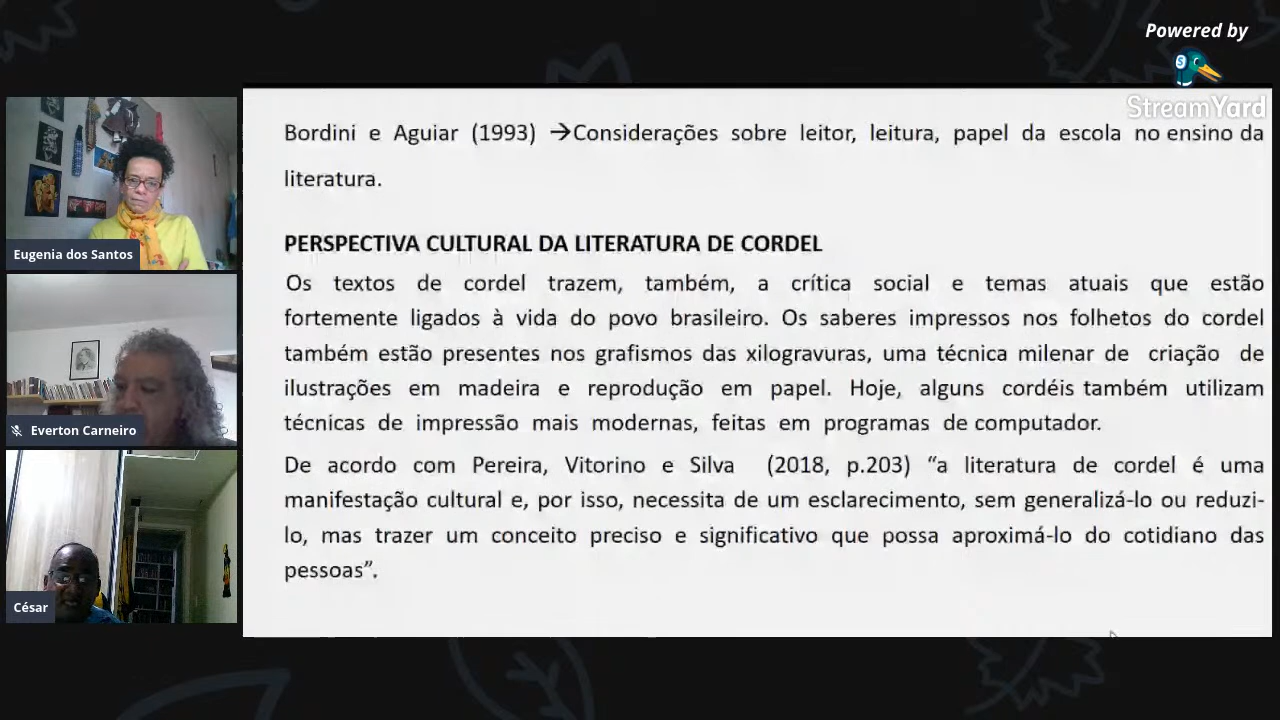 Powered by
StreamYard
Bordini e Aguiar (1993) →Considerações sobre leitor, leitura, papel da escola no ensino da
literatura.
PERSPECTIVA CULTURAL DA LITERATURA DE CORDEL
Os textos de cordel trazem, também, a crítica social e temas atuais que estão
fortemente ligados à vida do povo brasileiro. Os saberes impressos nos folhetos do cordel
também estão presentes nos grafismos das xilogravuras, uma técnica milenar de criação de
ilustrações em madeira e reprodução em papel. Hoje, alguns cordéis também utilizam
técnicas de impressão mais modernas, feitas em programas de computador.
De acordo com Pereira, Vitorino e Silva (2018, p.203) “a literatura de cordel é uma
manifestação cultural e, por isso, necessita de um esclarecimento, sem generalizá-lo ou reduzi-
lo, mas trazer um conceito preciso e significativo que possa aproximá-lo do cotidiano das
pessoas”.
Eugenia dos Santos
Everton Carneiro
César